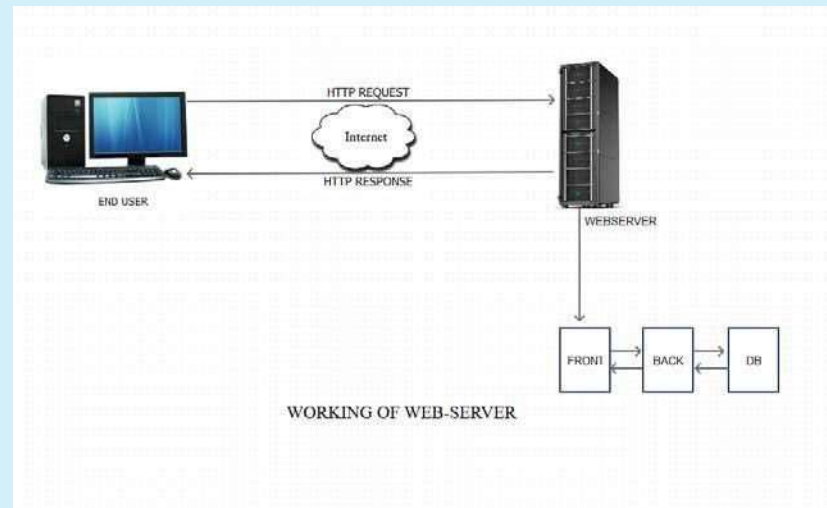 HTTP REQUEST
Internet
HTTP RESPONSE
END USER
WEBSERVER
FRONT
BACK
DB
WORKING OF WEB-SERVER